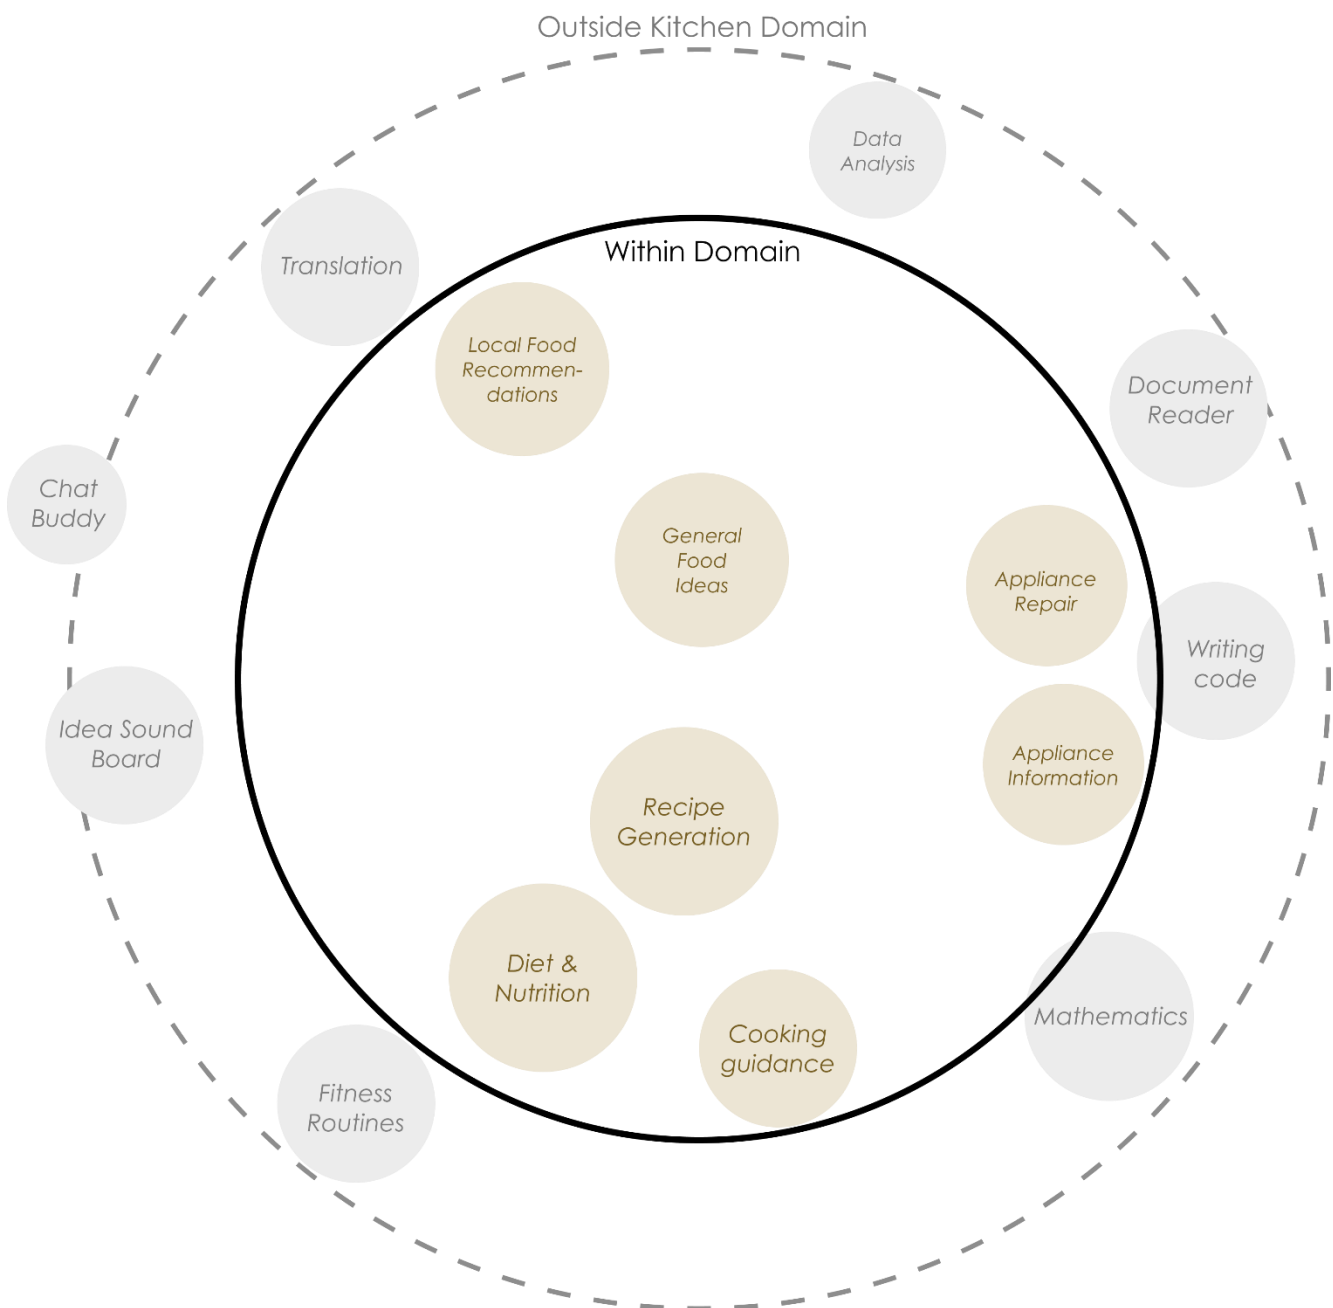 Outside Kitchen Domain
Data
Analysis
Within Domain
Translation
Local Food
Recommen-
dations
Document
Reader
Chat
Buddy
General
Food
Ideas
Appliance
Repair
Writing
code
Idea Sound
Board
Appliance
Information
Recipe
Generation
Diet &
Nutrition
Mathematics
Cooking
guidance
Fitness
Routines